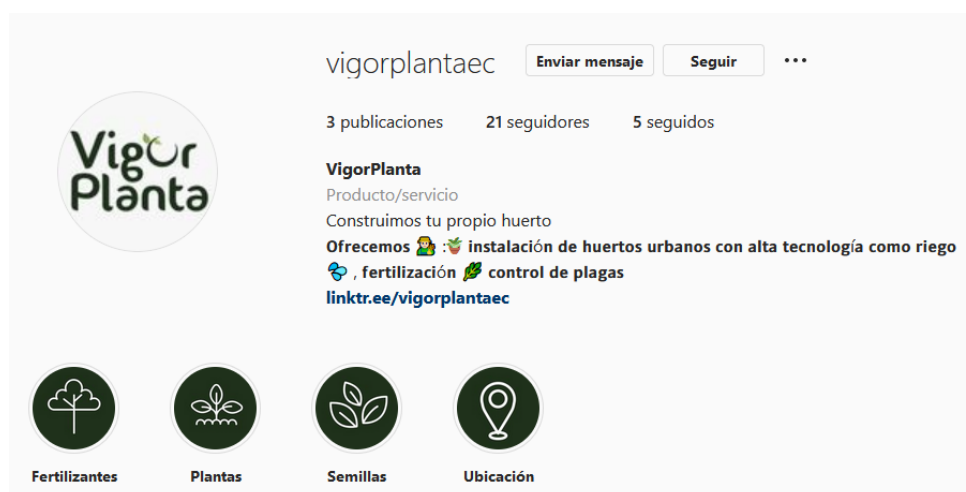 vigorplantaec Enviar mensaje Seguir ...
3 publicaciones 21 seguidores 5 seguidos
Vigor
Planta
VigorPlanta
Producto/servicio
Construimos tu propio huerto
Ofrecemos 👩‍🌾 :🪴 instalación de huertos urbanos con alta tecnología como riego
💦 , fertilización 🌿 control de plagas
linktr.ee/vigorplantaec
Fertilizantes Plantas Semillas Ubicación